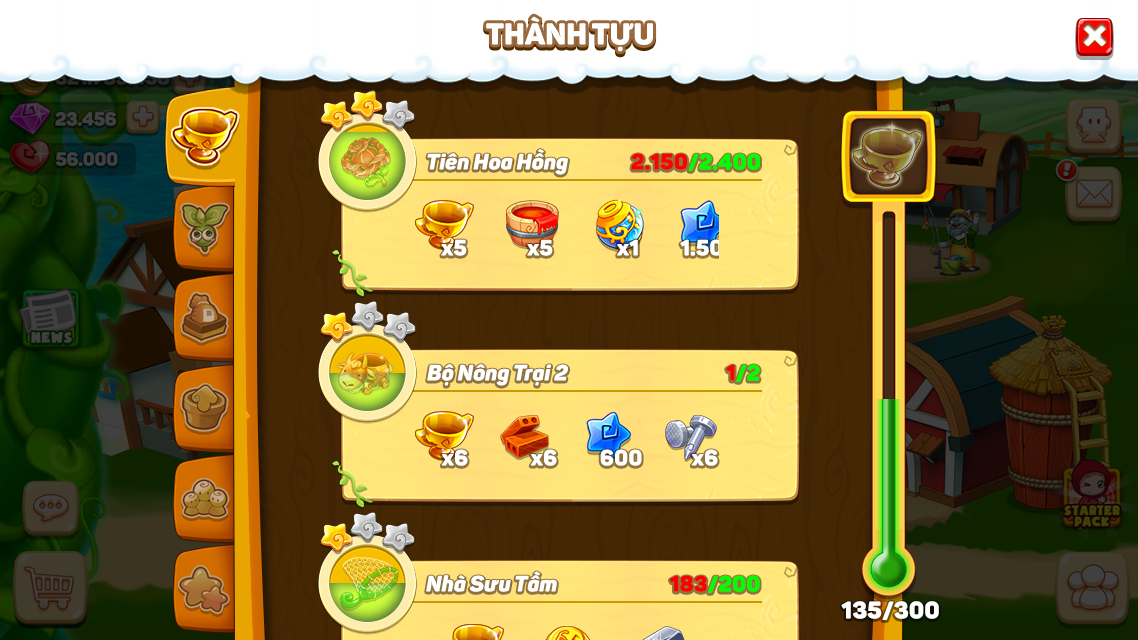 THÀNH TỰU
23.456
56.000
Tiên Hoa Hồng
2.150/2.400
x5
x5
x1
1.50
NEWS
Bộ Nông Trại 2
1/2
x6
x6
600
x6
STARTER
PACK
Nhà Sưu Tầm
183/200
135/300